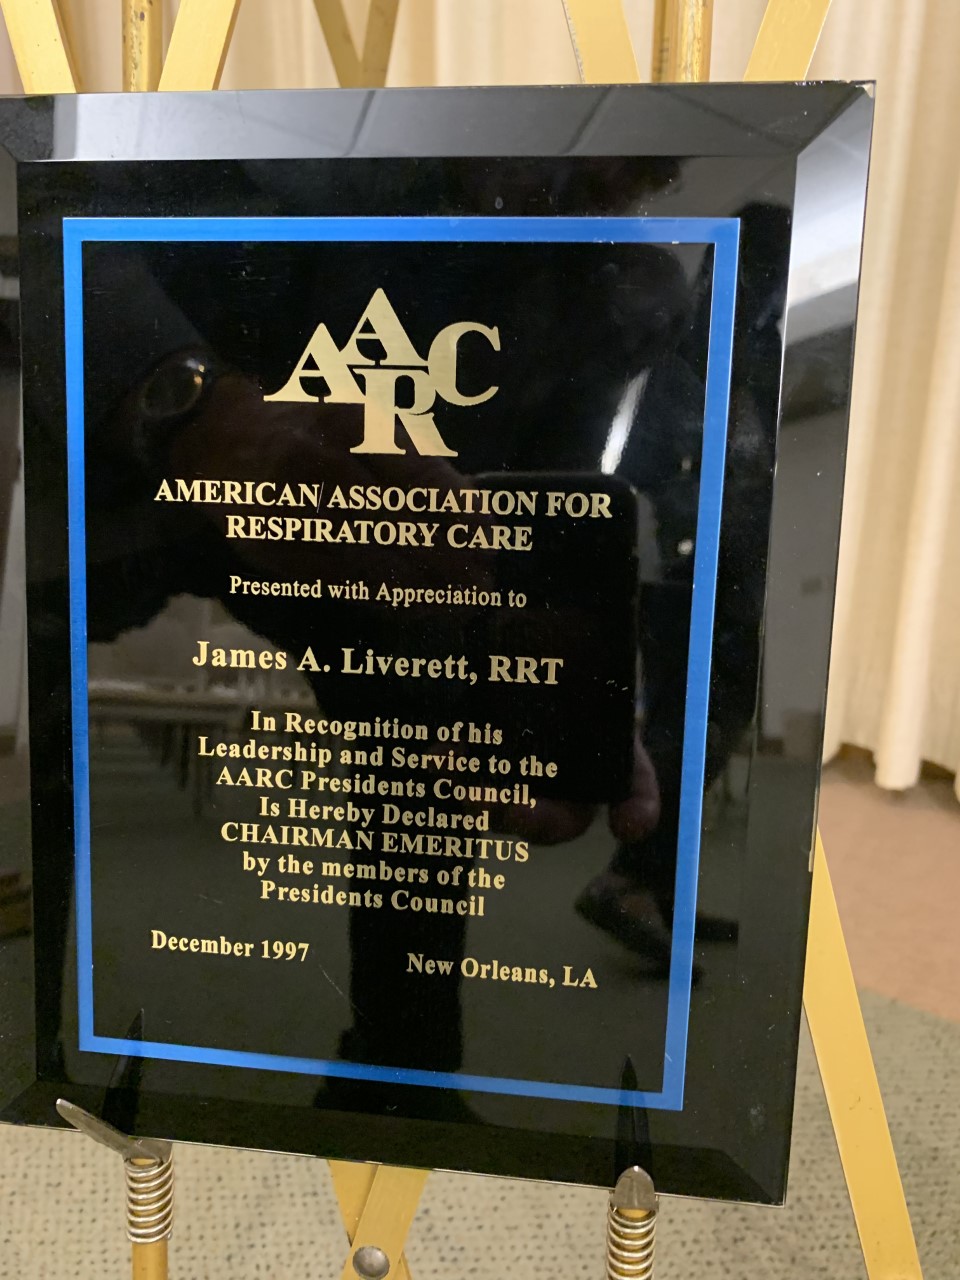 AARC
AMERICAN ASSOCIATION FOR
RESPIRATORY CARE
Presented with Appreciation to
James A. Liverett, RRT
In Recognition of his
Leadership and Service to the
AARC Presidents Council,
Is Hereby Declared
CHAIRMAN EMERITUS
by the members of the
Presidents Council
December 1997
New Orleans, LA